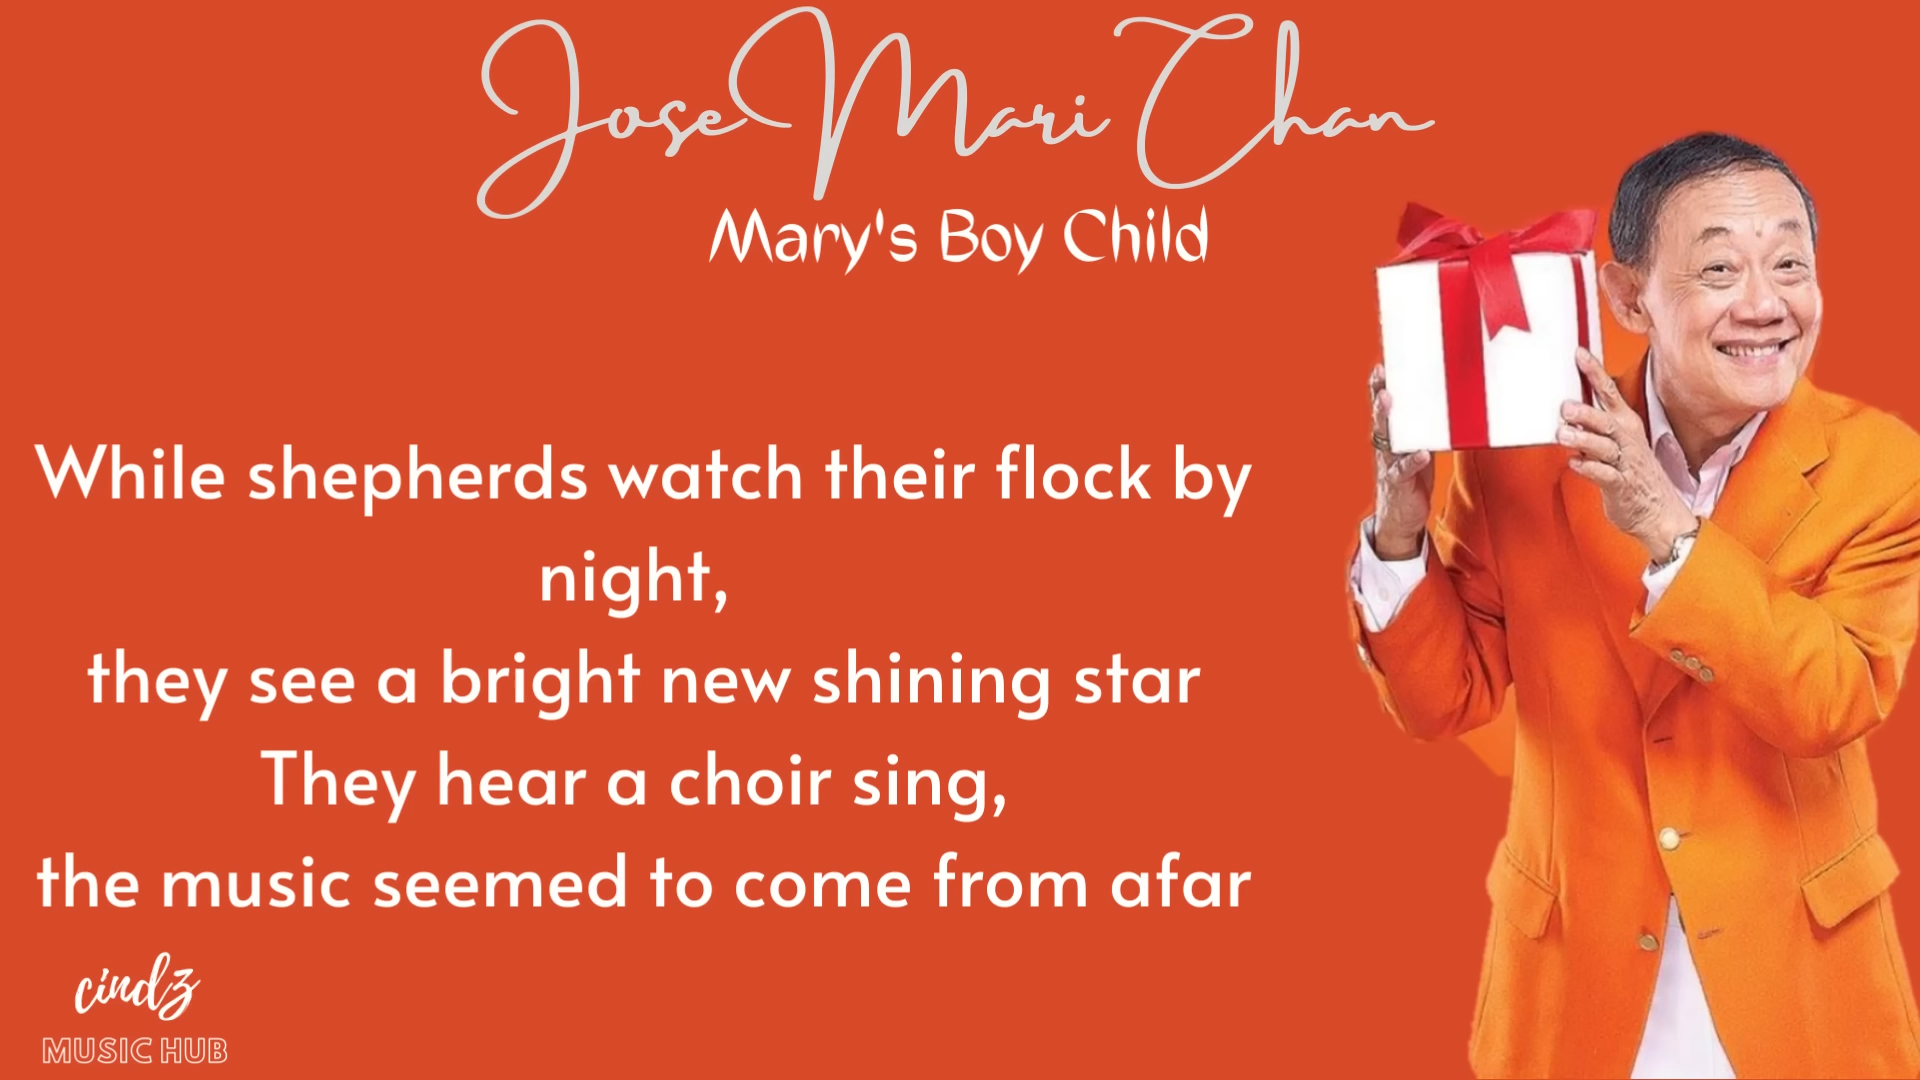 Jose Mari Chan
Mary's Boy Child
While shepherds watch their flock by
night,
they see a bright new shining star
They hear a choir sing,
the music seemed to come from afar
cindz
MUSIC HUB